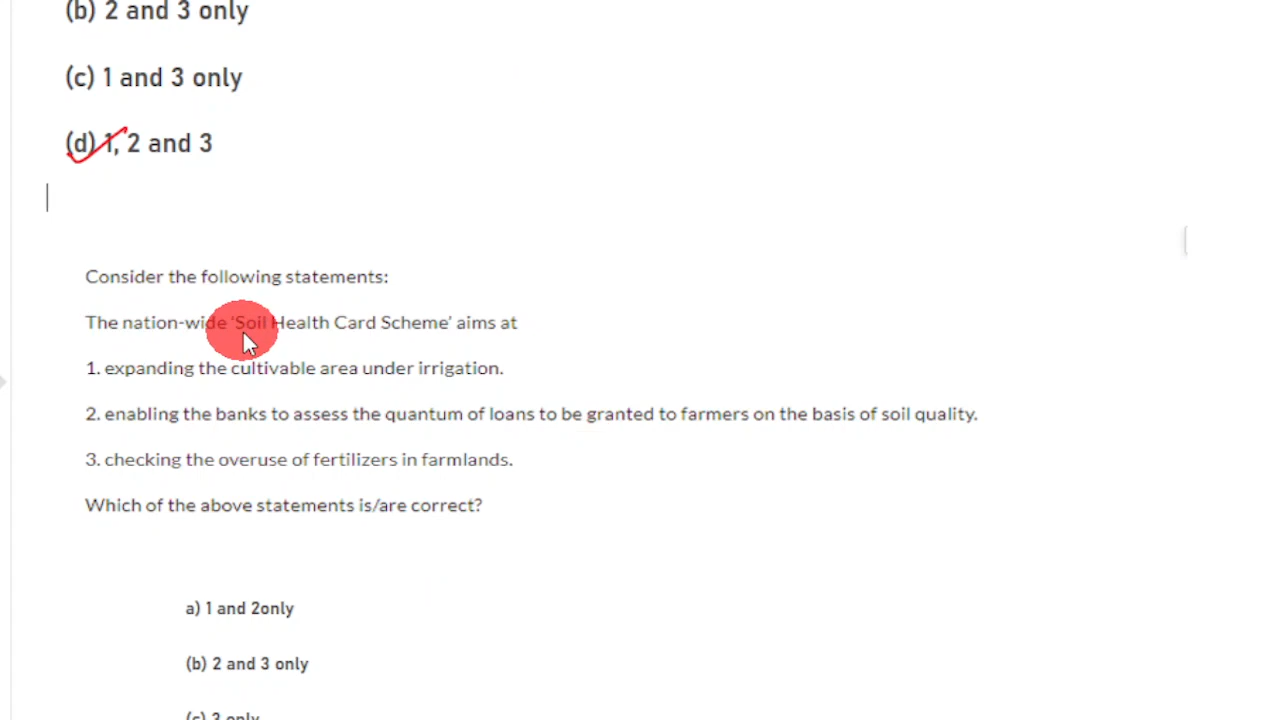 (b) 2 and 3 only
(c) 1 and 3 only
(d) 1, 2 and 3
Consider the following statements:
The nation-wide ‘Soil Health Card Scheme’ aims at
1. expanding the cultivable area under irrigation.
2. enabling the banks to assess the quantum of loans to be granted to farmers on the basis of soil quality.
3. checking the overuse of fertilizers in farmlands.
Which of the above statements is/are correct?
a) 1 and 2only
(b) 2 and 3 only
(c) 3 only